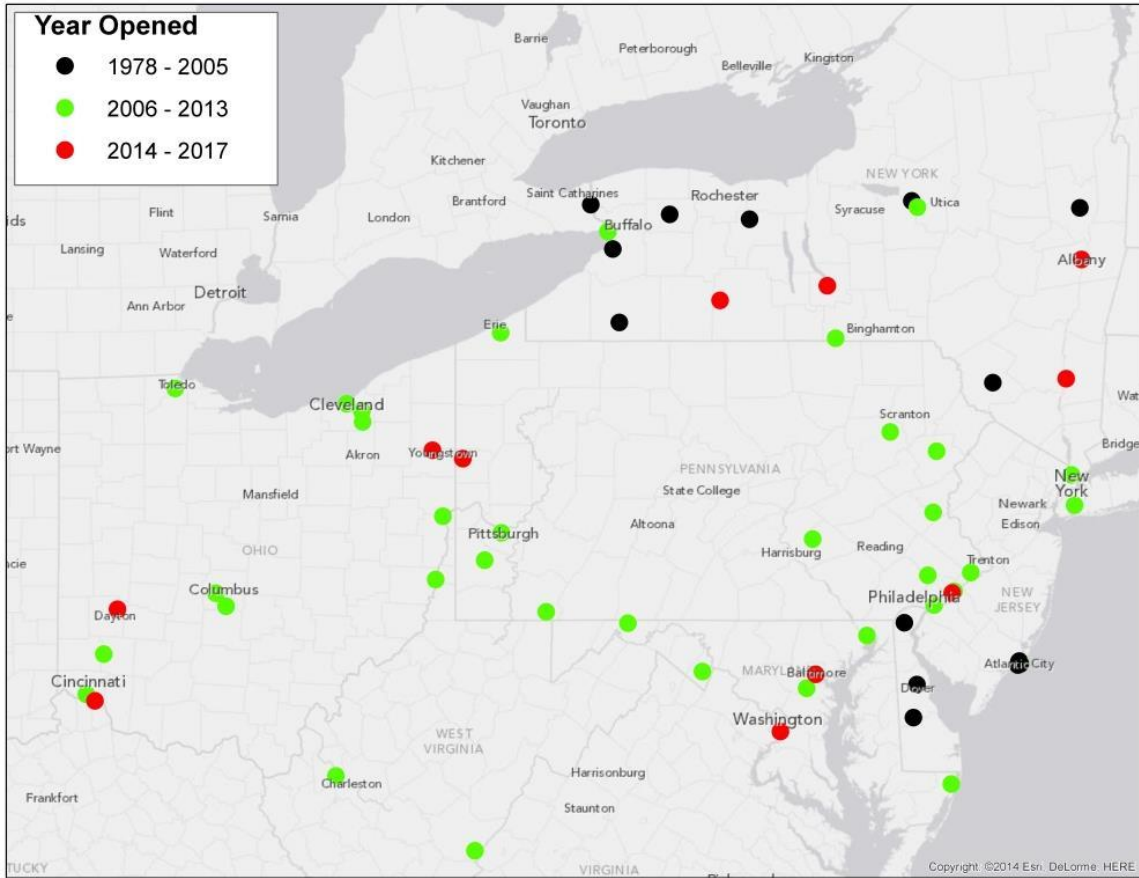 Year Opened
1978 - 2005
2006 - 2013
2014 - 2017
Barrie
Peterborough
Kingston
Belleville
Vaughan
Toronto
Kitchener
Saint Catharines
Rochester
NEW YORK
Brantford
Syracuse
Utica
Flint
Sarnia
London
Buffalo
ids
Lansing
Waterford
Albany
Detroit
Ann Arbor
Erie
Binghamton
Toledo
Cleveland
Scranton
ort Wayne
Akron
Youngstown
Bridge
PENNSYLVANIA
New
York
Mansfield
State College
Newark
Altoona
Edison
Pittsburgh
OHIO
Harrisburg
Reading
Trenton
Columbus
Philadelphia
NEW
JERSEY
Dayton
Atlantic City
Cincinnati
Baltimore
Dover
Washington
WEST
VIRGINIA
Harrisonburg
Charleston
Frankfort
Staunton
VIRGINIA
Copyright: ©2014 Esri, DeLorme, HERE